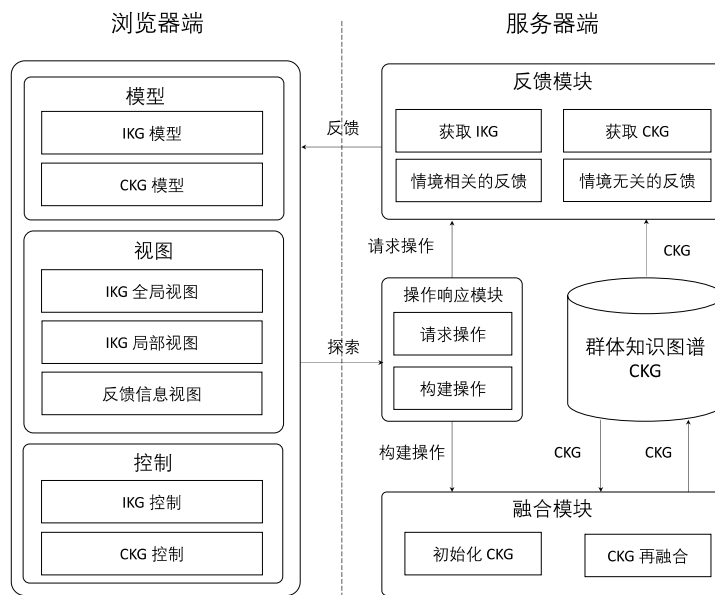 浏览器端
模型
IKG 模型
CKG 模型
视图
IKG 全局视图
IKG 局部视图
反馈信息视图
控制
IKG 控制
CKG 控制
反馈
探索
服务器端
反馈模块
获取 IKG
获取 CKG
情境相关的反馈
情境无关的反馈
请求操作
CKG
操作响应模块
请求操作
构建操作
群体知识图谱
CKG
构建操作
CKG
CKG
融合模块
初始化 CKG
CKG 再融合